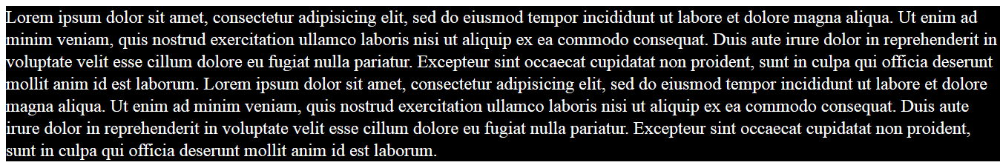 Lorem ipsum dolor sit amet, consectetur adipisicing elit, sed do eiusmod tempor incididunt ut labore et dolore magna aliqua. Ut enim ad
minim veniam, quis nostrud exercitation ullamco laboris nisi ut aliquip ex ea commodo consequat. Duis aute irure dolor in reprehenderit in
voluptate velit esse cillum dolore eu fugiat nulla pariatur. Excepteur sint occaecat cupidatat non proident, sunt in culpa qui officia deserunt
mollit anim id est laborum. Lorem ipsum dolor sit amet, consectetur adipisicing elit, sed do eiusmod tempor incididunt ut labore et dolore
magna aliqua. Ut enim ad minim veniam, quis nostrud exercitation ullamco laboris nisi ut aliquip ex ea commodo consequat. Duis aute
irure dolor in reprehenderit in voluptate velit esse cillum dolore eu fugiat nulla pariatur. Excepteur sint occaecat cupidatat non proident,
sunt in culpa qui officia deserunt mollit anim id est laborum.